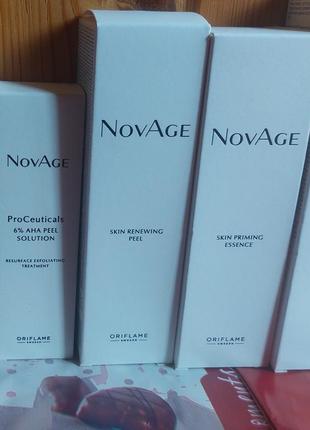 NOVAGE
ProCeuticals
6% AHA PEEL
SOLUTION
RESURFACE EXFOLIATING
TREATMENT
ORIFLAME
SWEDEN
NOVAGE
SKIN RENEWING
PEEL
ORIFLAME
SWEDEN
NOVAGE
SKIN PRIMING
ESSENCE
ORIFLAME
SWEDEN